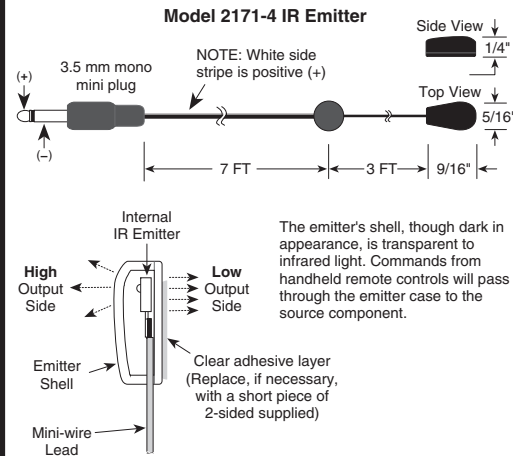 Model 2171-4 IR Emitter
Side View
1/4"
NOTE: White side
stripe is positive (+)
3.5 mm mono
mini plug
(+)
(–)
Top View
5/16"
7 FT
3 FT
9/16"
Internal
IR Emitter
High
Output
Side
Low
Output
Side
Emitter
Shell
Mini-wire
Lead
Clear adhesive layer
(Replace, if necessary,
with a short piece of
2-sided supplied)
The emitter's shell, though dark in
appearance, is transparent to
infrared light. Commands from
handheld remote controls will pass
through the emitter case to the
source component.